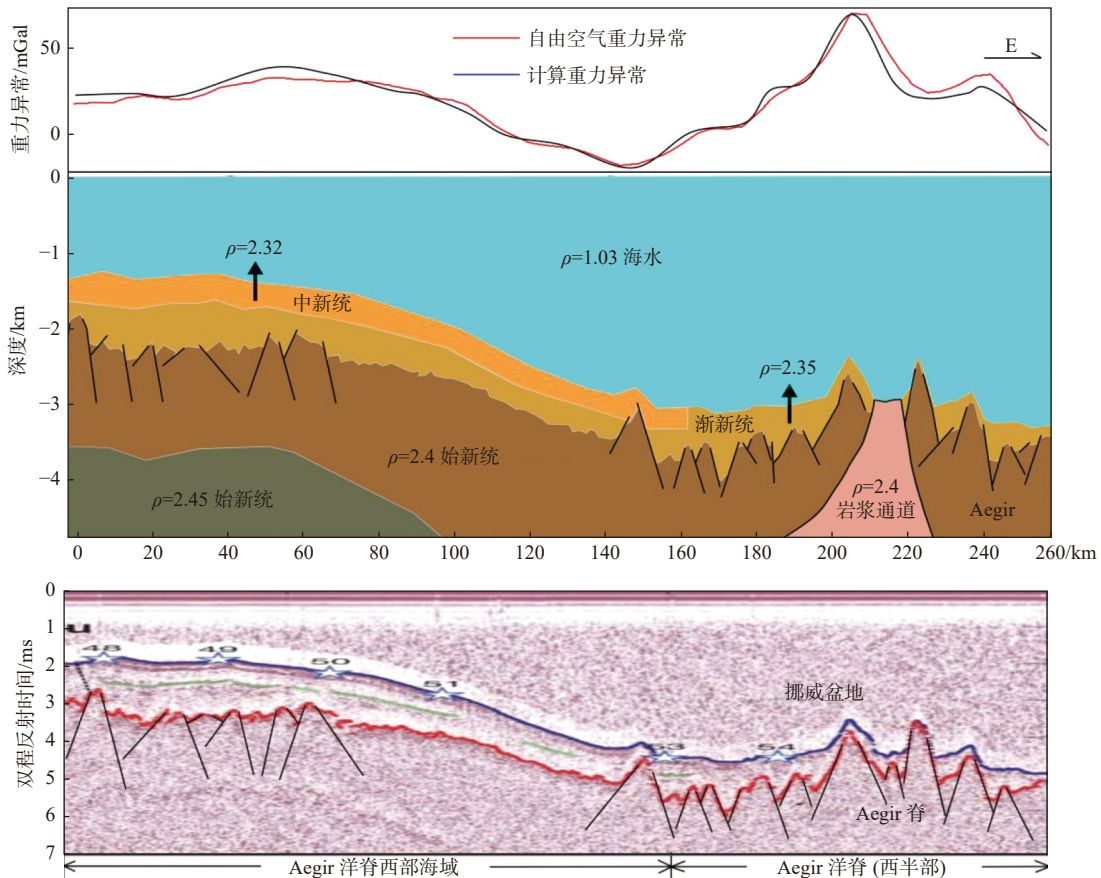 自由空气重力异常
计算重力异常
E
重力异常/mGal
50
0
0
−1
−2
−3
−4
深度/km
ρ=2.32
ρ=1.03 海水
中新统
ρ=2.35
渐新统
ρ=2.4 始新统
ρ=2.45 始新统
ρ=2.4
岩浆通道
Aegir
0 20 40 60 80 100 120 140 160 180 200 220 240 260/km
双程反射时间/ms
0
1
2
3
4
5
6
7
48 49 50 51 53 54
挪威盆地
Aegir 脊
Aegir 洋脊西部海域
Aegir 洋脊 (西半部)